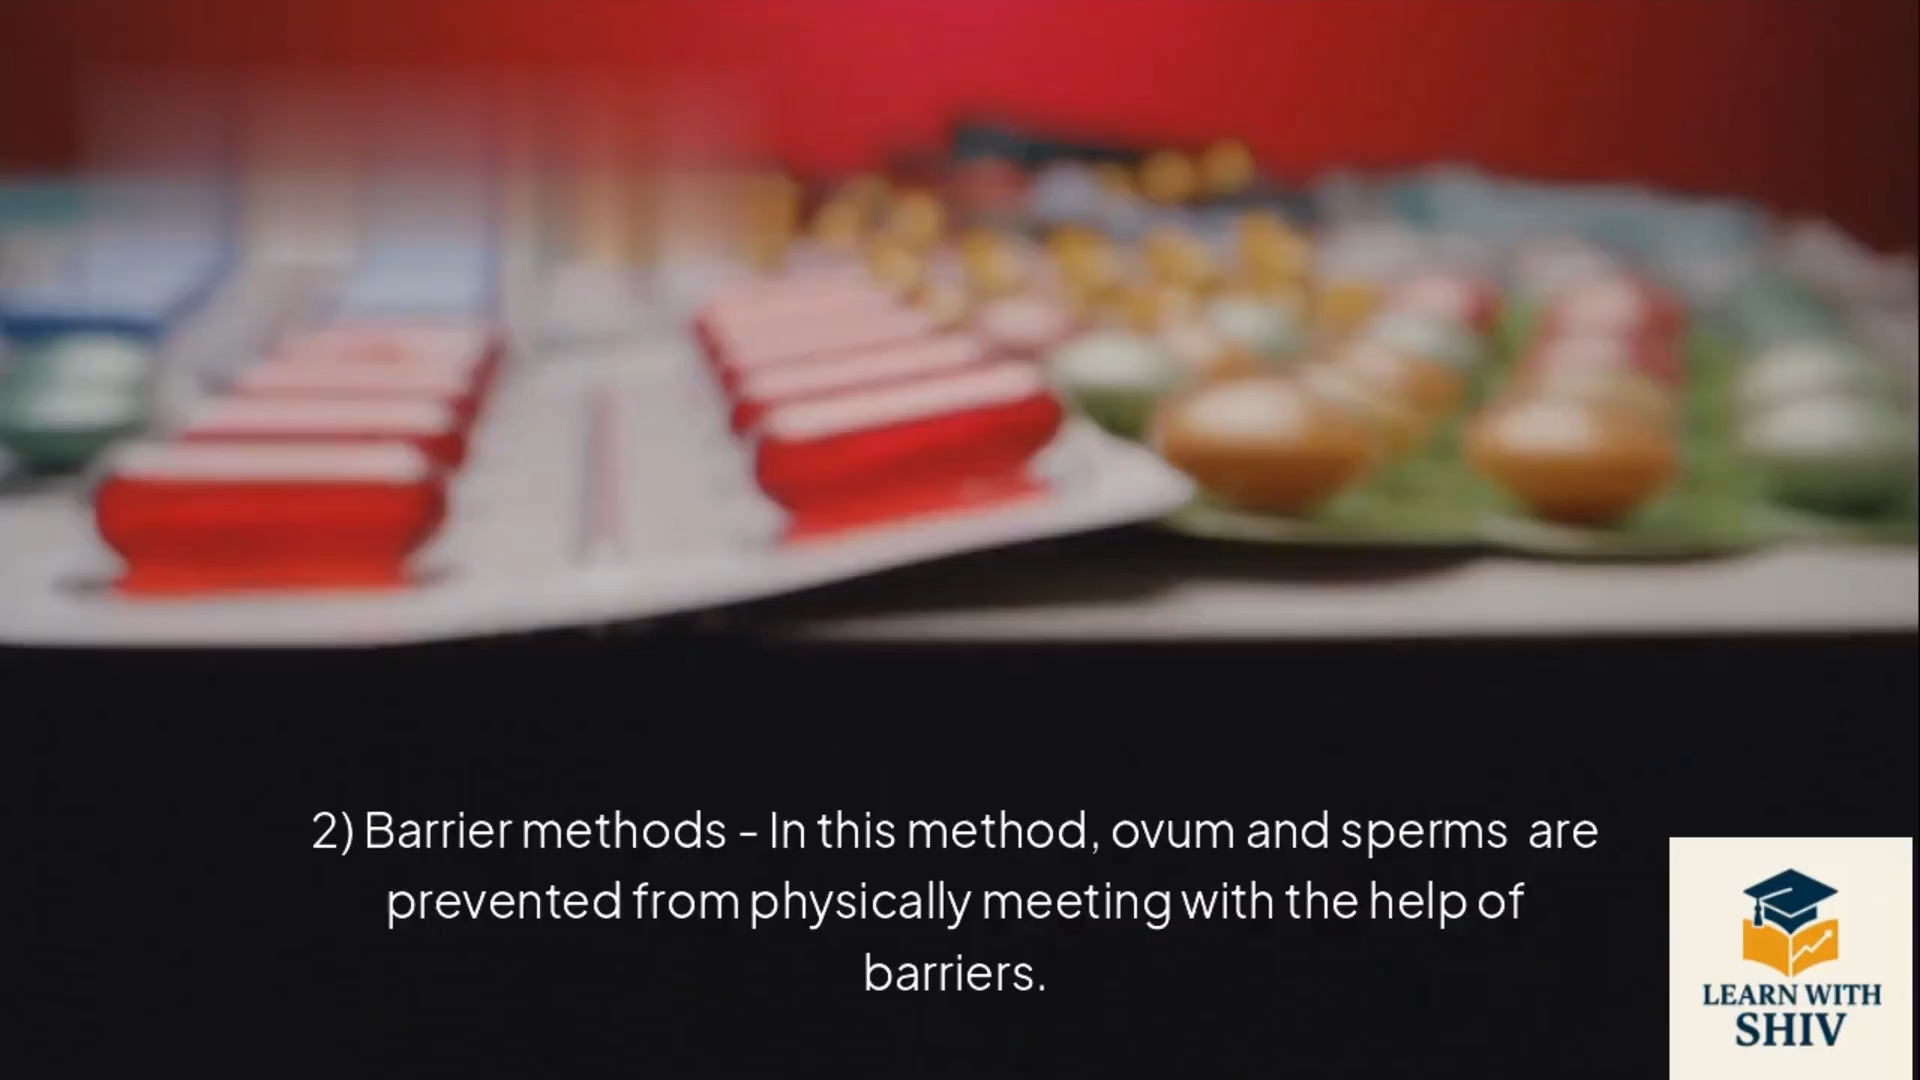 2) Barrier methods - In this method, ovum and sperms are
prevented from physically meeting with the help of
barriers.
LEARN WITH
SHIV